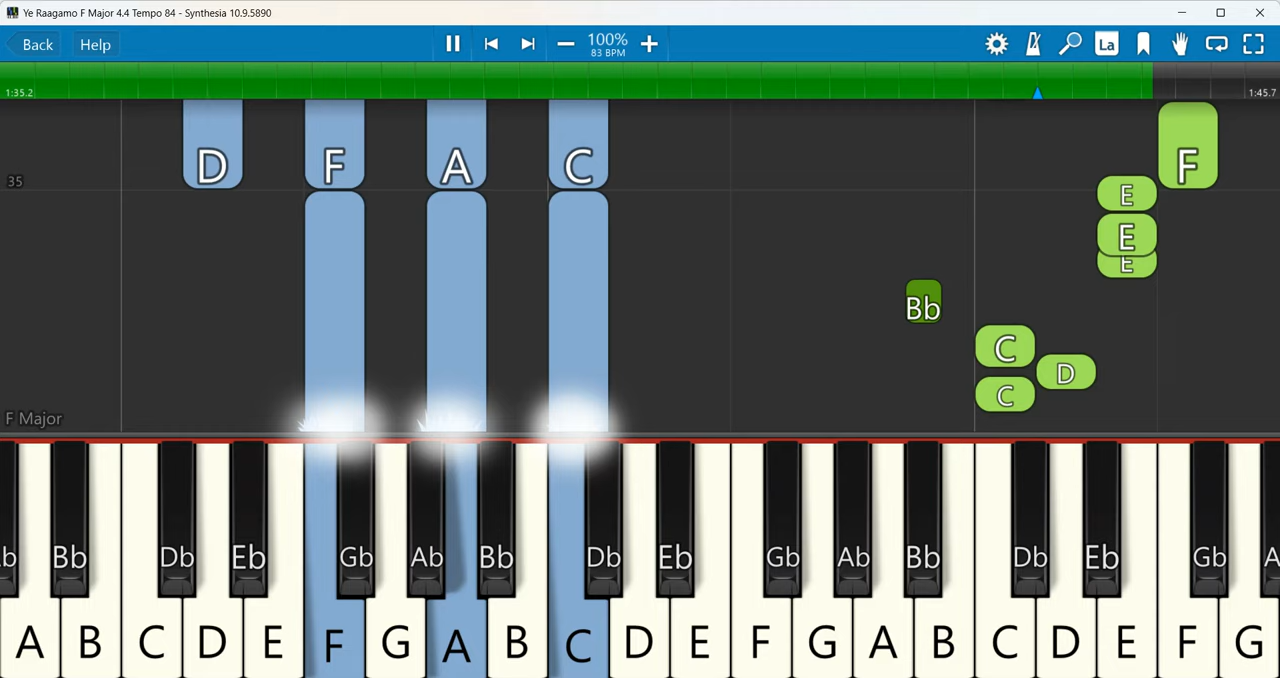 Ye Raagamo F Major 4.4 Tempo 84 - Synthesia 10.9.5890
Back Help 100% La
83 BPM
1:35.2 1:45.7
D F A C F
35 E
E
E
Bb
C
D
C
F Major
b Bb Db Eb Gb Ab Bb Db Eb Gb Ab Bb Db Eb Gb A
A B C D E F G A B C D E F G A B C D E F G